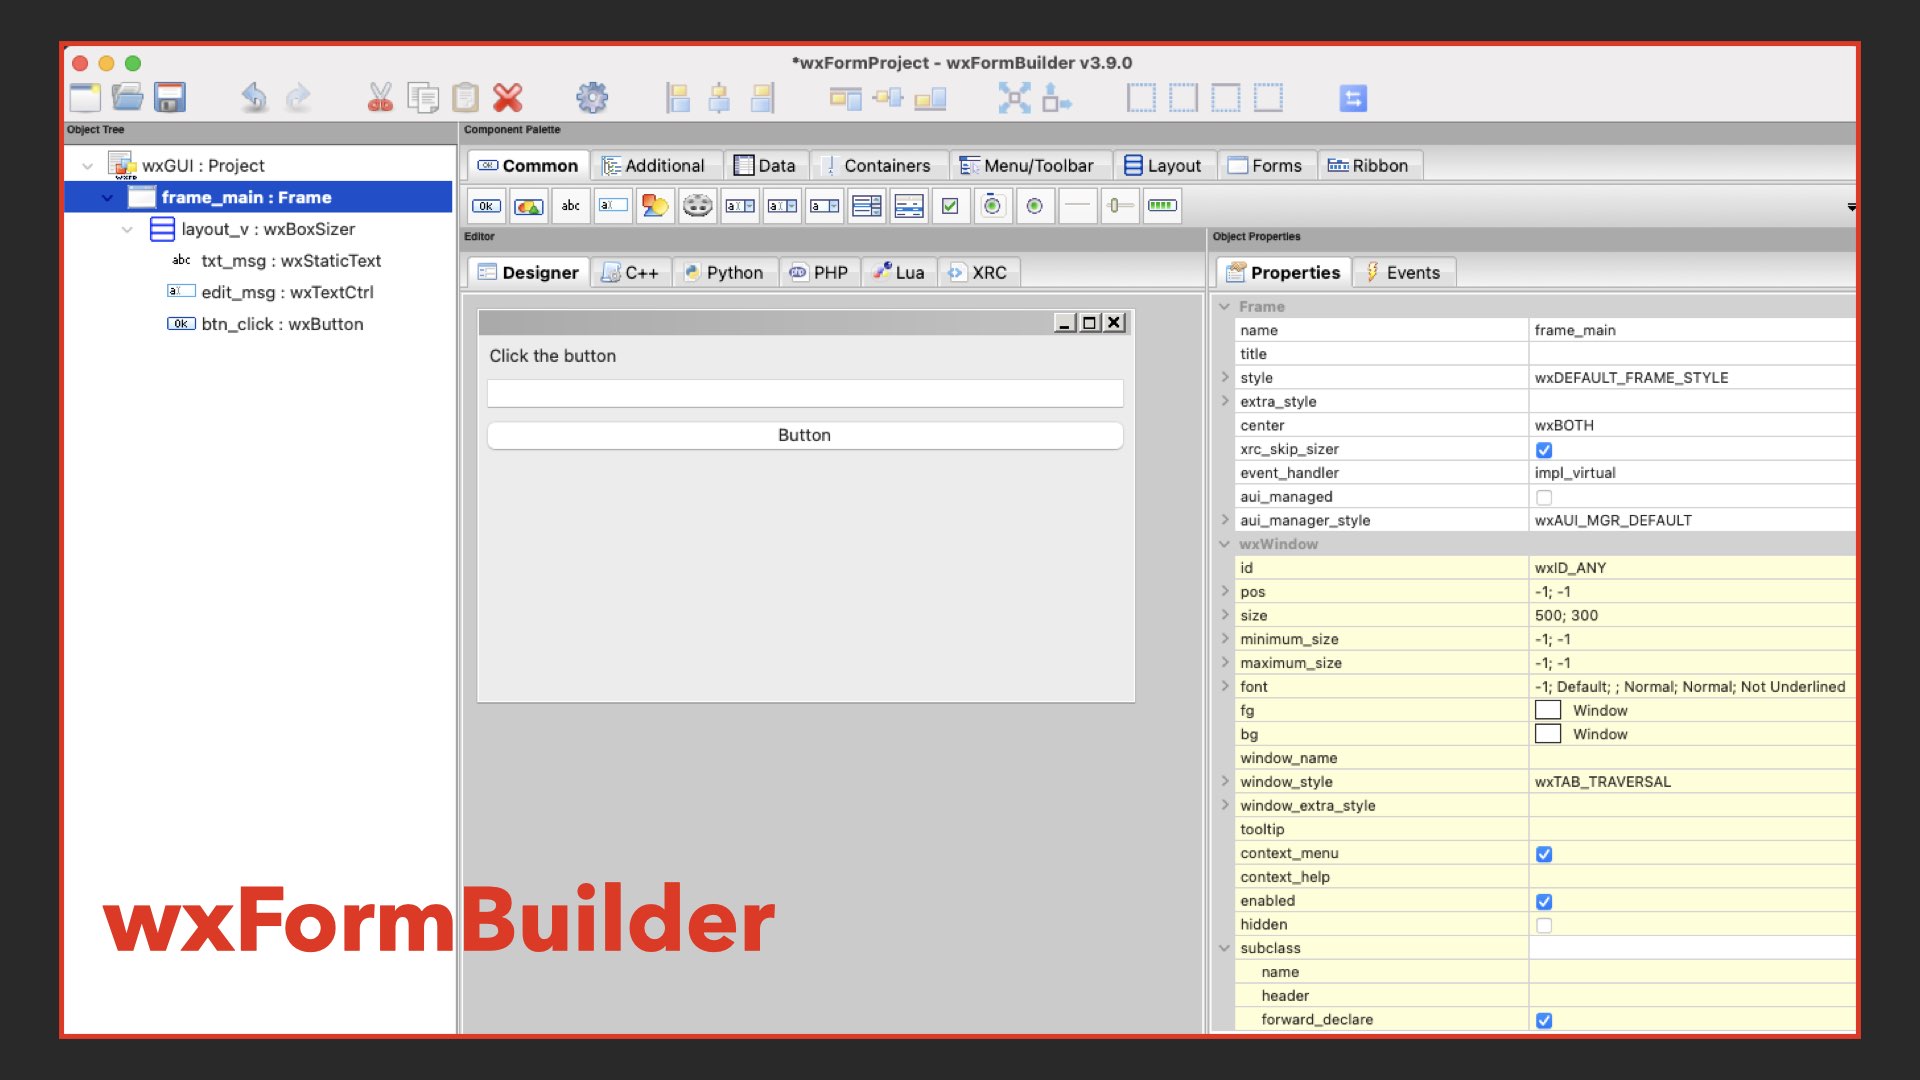 *wxFormProject - wxFormBuilder v3.9.0
Object Tree
wxGUI : Project
frame_main : Frame
layout_v : wxBoxSizer
abc txt_msg : wxStaticText
edit_msg : wxTextCtrl
Ok btn_click : wxButton
Component Palette
Common Additional Data Containers Menu/Toolbar Layout Forms Ribbon
Ok abc
Editor
Designer C++ Python PHP Lua XRC
Click the button
Button
Object Properties
Properties Events
Frame
name frame_main
title
style wxDEFAULT_FRAME_STYLE
extra_style
center wxBOTH
xrc_skip_sizer
event_handler impl_virtual
aui_managed
aui_manager_style wxAUI_MGR_DEFAULT
wxWindow
id wxID_ANY
pos -1; -1
size 500; 300
minimum_size -1; -1
maximum_size -1; -1
font -1; Default; ; Normal; Normal; Not Underlined
fg Window
bg Window
window_name
window_style wxTAB_TRAVERSAL
window_extra_style
tooltip
context_menu
context_help
enabled
hidden
subclass
name
header
forward_declare
wxFormBuilder